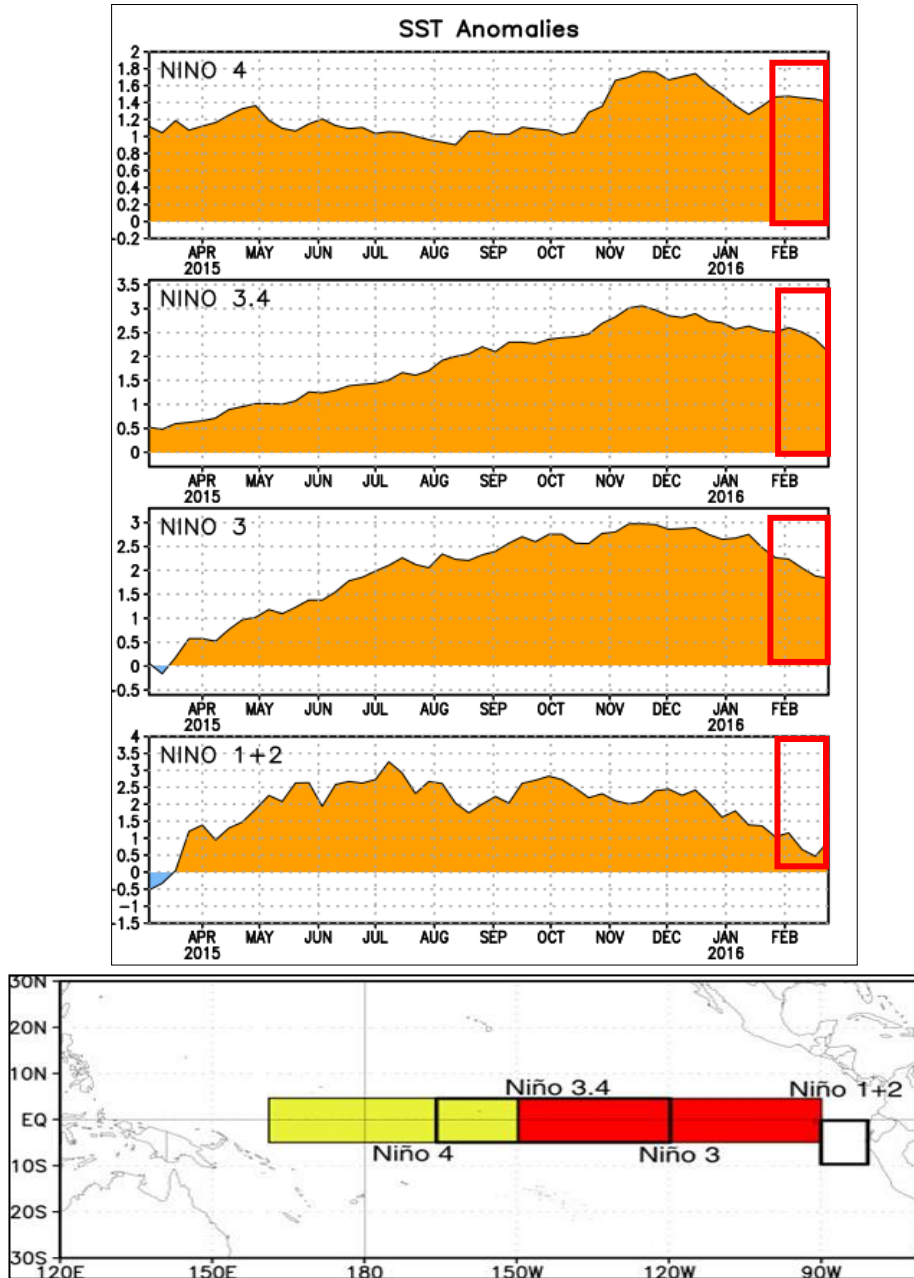 SST Anomalies
NINO 4
2
1.8
1.6
1.4
1.2
1
0.8
0.6
0.4
0.2
0
-0.2
APR MAY JUN JUL AUG SEP OCT NOV DEC JAN FEB
2015 2016
NINO 3.4
3.5
3
2.5
2
1.5
1
0.5
0
APR MAY JUN JUL AUG SEP OCT NOV DEC JAN FEB
2015 2016
NINO 3
3
2.5
2
1.5
1
0.5
0
-0.5
APR MAY JUN JUL AUG SEP OCT NOV DEC JAN FEB
2015 2016
NINO 1+2
4
3.5
3
2.5
2
1.5
1
0.5
0
-0.5
-1
-1.5
APR MAY JUN JUL AUG SEP OCT NOV DEC JAN FEB
2015 2016
30N
20N
10N
EQ
10S
20S
30S
Niño 3.4 Niño 1+2
Niño 4 Niño 3
120E 150E 180 150W 120W 90W